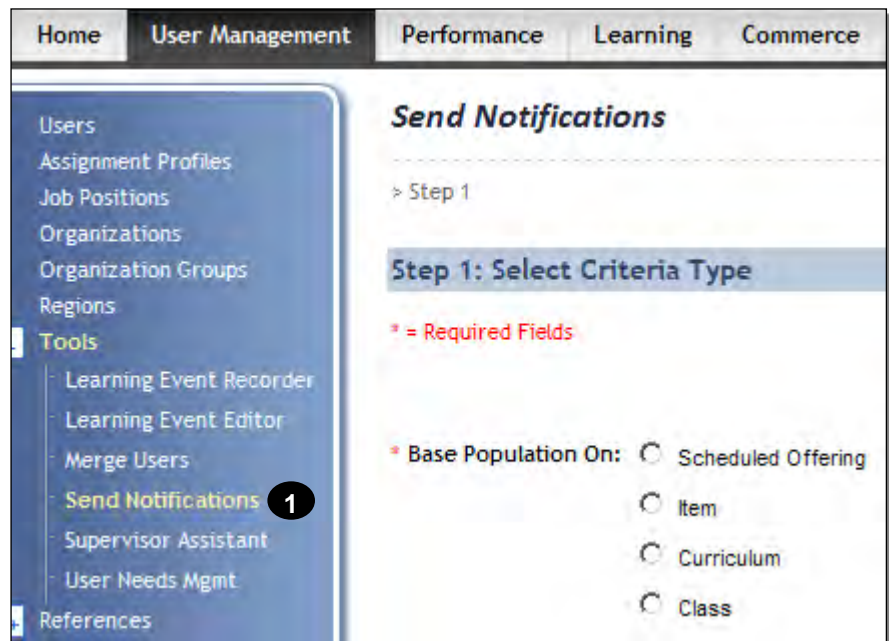 Home User Management Performance Learning Commerce
Users
Assignment Profiles
Job Positions
Organizations
Organization Groups
Regions
- Tools
Learning Event Recorder
Learning Event Editor
Merge Users
Send Notifications 1
Supervisor Assistant
User Needs Mgmt
+ References
Send Notifications
> Step 1
Step 1: Select Criteria Type
* = Required Fields
* Base Population On: Scheduled Offering
Item
Curriculum
Class